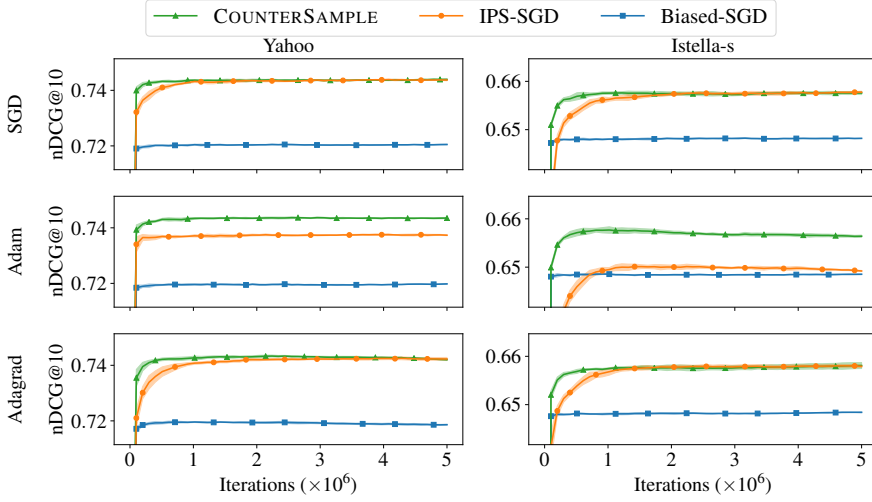 COUNTERSAMPLE IPS-SGD Biased-SGD
Yahoo Istella-s
SGD
nDCG@10
0.74
0.72
0.66
0.65
Adam
nDCG@10
0.74
0.72
0.66
0.65
Adagrad
nDCG@10
0.74
0.72
0.66
0.65
0 1 2 3 4 5
0 1 2 3 4 5
Iterations (×10⁶) Iterations (×10⁶)